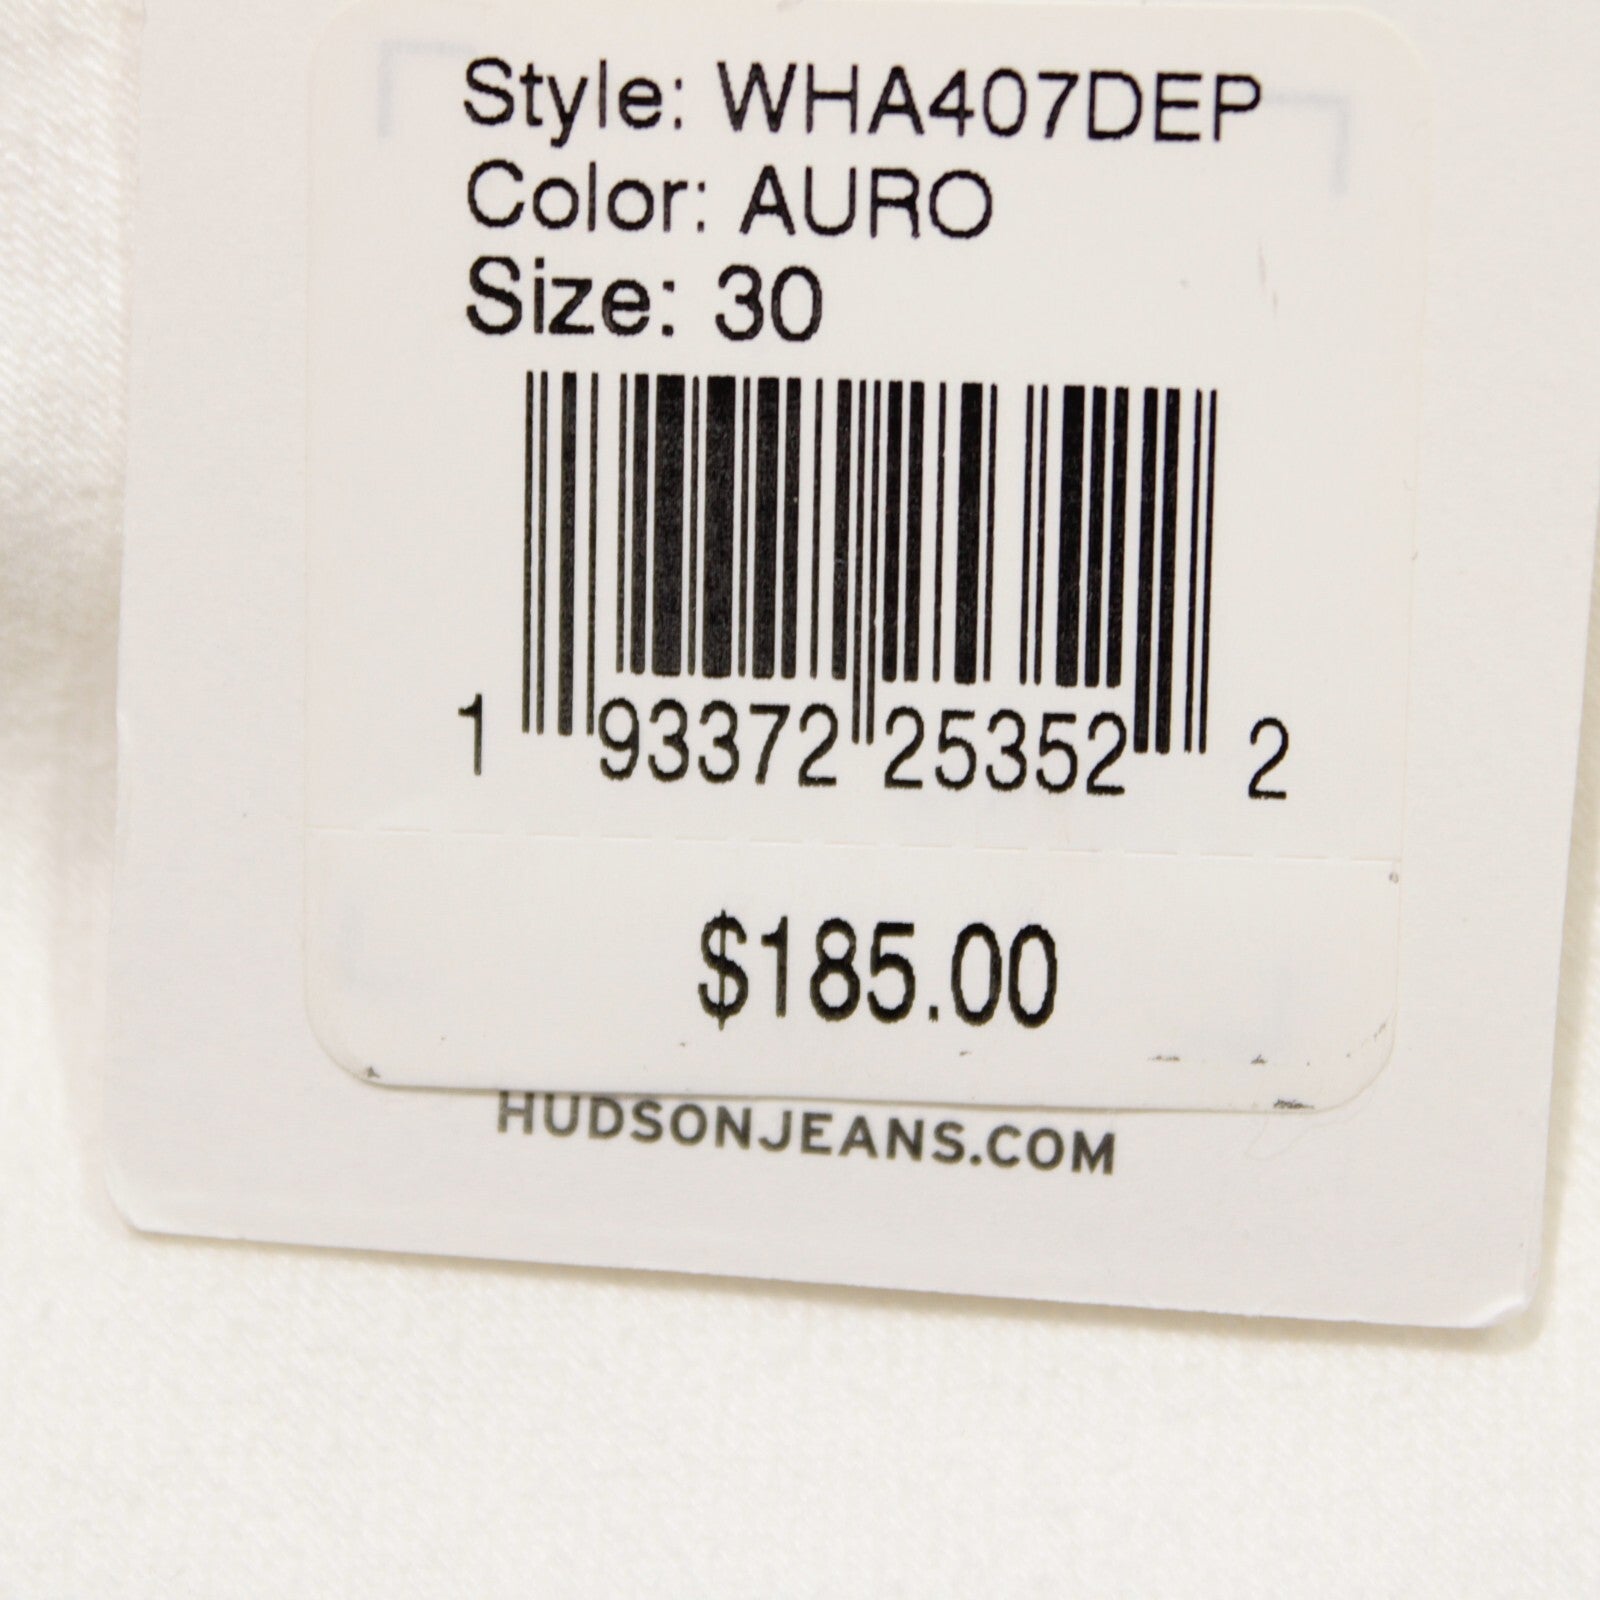 Style: WHA407DEP
Color: AURO
Size: 30
1 93372 25352 2
$185.00
HUDSONJEANS.COM